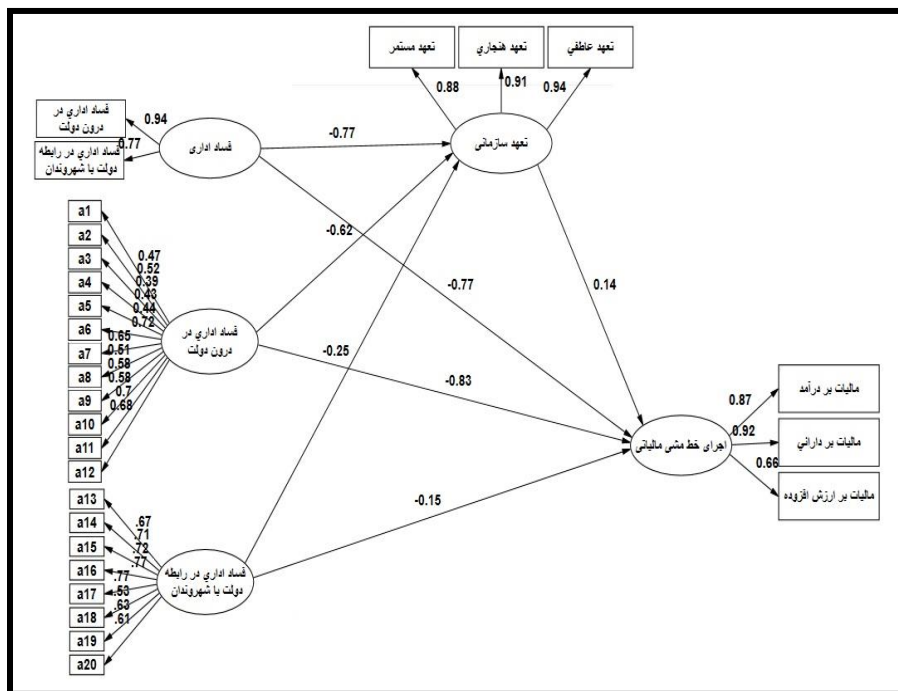 تعهد مستمر
تعهد هنجاري
تعهد عاطفي
0.88
0.91
0.94
فساد اداري در
درون دولت
0.94
0.77
فساد اداري در رابطه
دولت با شهروندان
فساد اداری
-0.77
تعهد سازمانی
a1
a2
a3
a4
a5
a6
a7
a8
a9
a10
a11
a12
0.47
0.52
0.39
0.43
0.44
0.72
0.65
0.51
0.58
0.58
0.7
0.68
فساد اداري در
درون دولت
-0.62
-0.77
0.14
-0.25
-0.83
اجرای خط مشی مالیاتی
0.87
0.92
0.66
مالیات بر درآمد
مالیات بر داراني
مالیات بر ارزش افزوده
-0.15
a13
a14
a15
a16
a17
a18
a19
a20
.67
.71
.72
.77
.77
.53
.63
.61
فساد اداري در رابطه
دولت با شهروندان